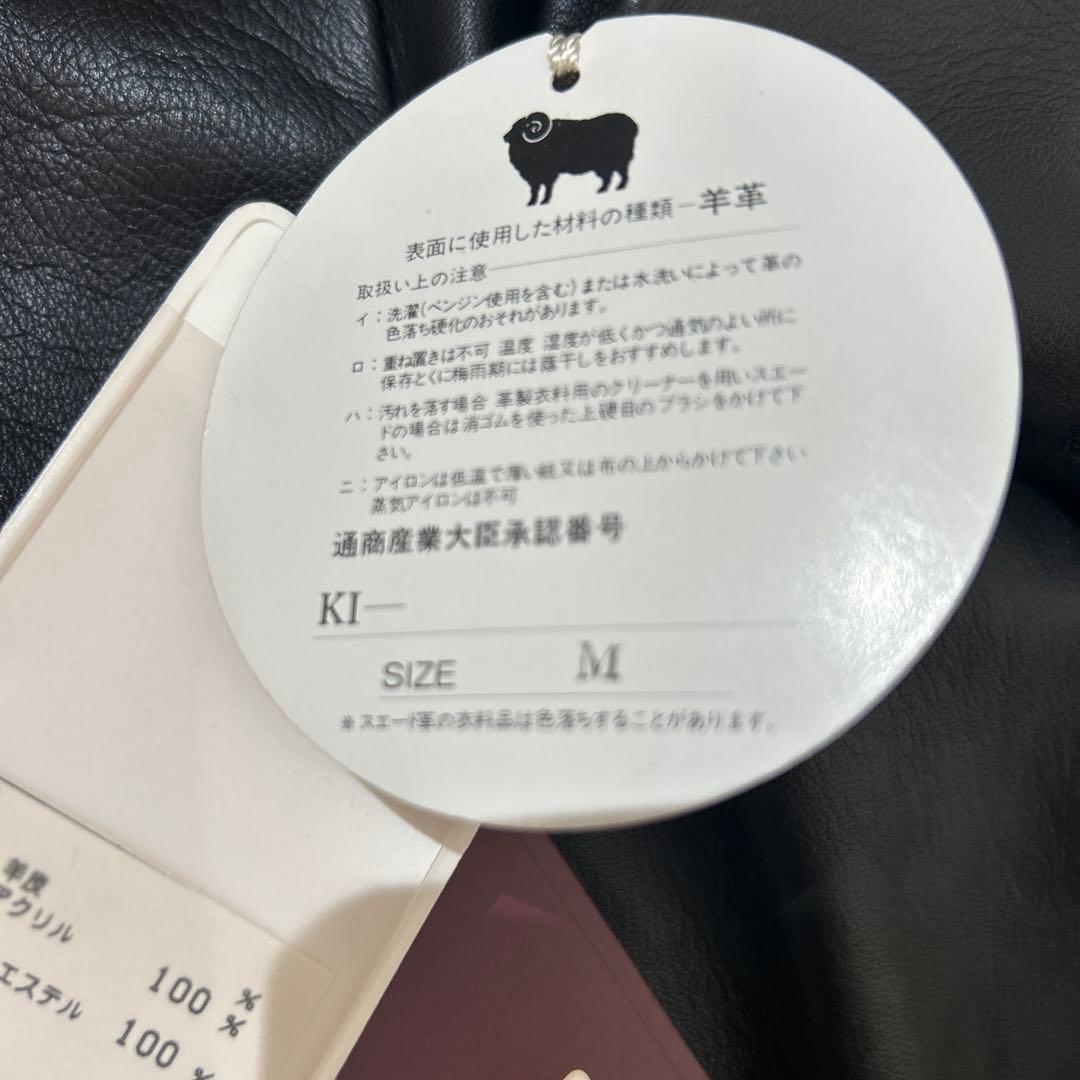 表面に使用した材料の種類－羊革
取扱い上の注意
イ：洗濯(ベンジン使用を含む)または水洗いによって革の
色落ち硬化のおそれがあります。
ロ：重ね置きは不可 温度 湿度が低くかつ通気のよい所に
保存とくに梅雨期には蔭干しをおすすめします。
ハ：汚れを落す場合 革製衣料用のクリーナーを用いスエー
ドの場合は消ゴムを使った上硬目のブラシをかけて下
さい。
ニ：アイロンは低温で厚い紙又は布の上からかけて下さい
蒸気アイロンは不可
通商産業大臣承認番号
KI―
SIZE M
※スエード革の衣料品は色落ちすることがあります。
アクリル
100 %
エステル
%
100 %